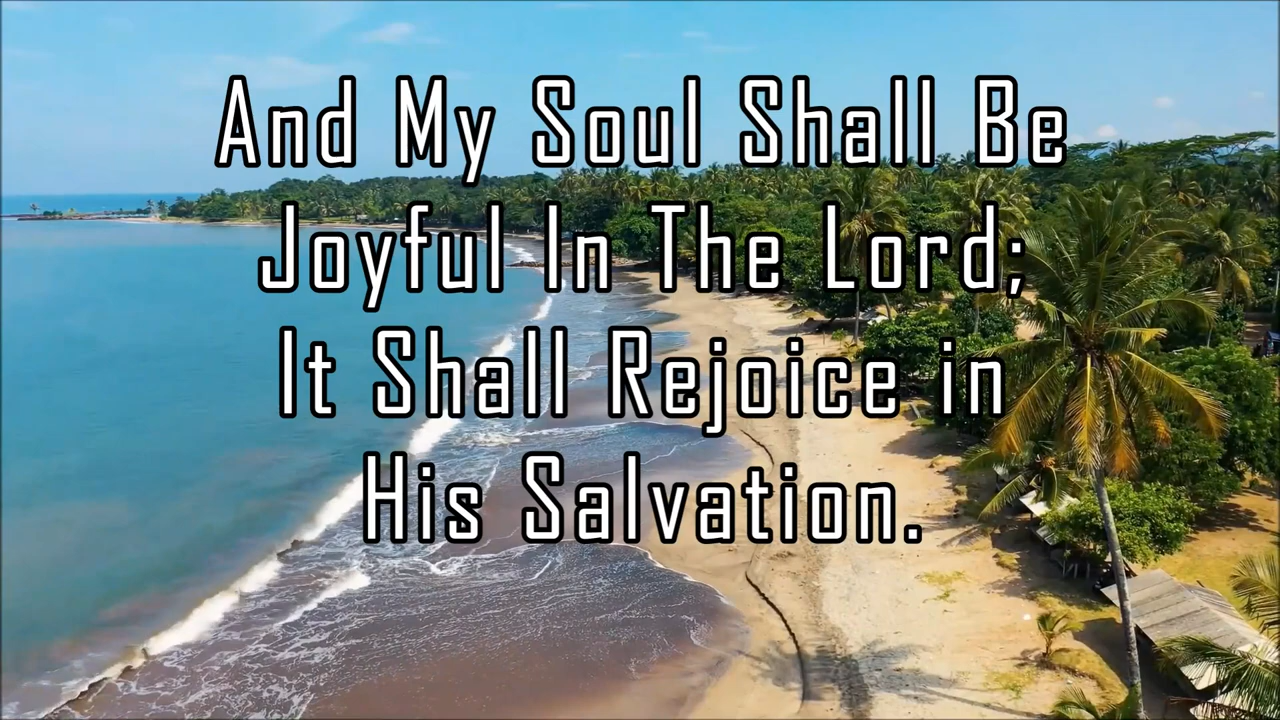 And My Soul Shall Be
Joyful In The Lord;
It Shall Rejoice in
His Salvation.